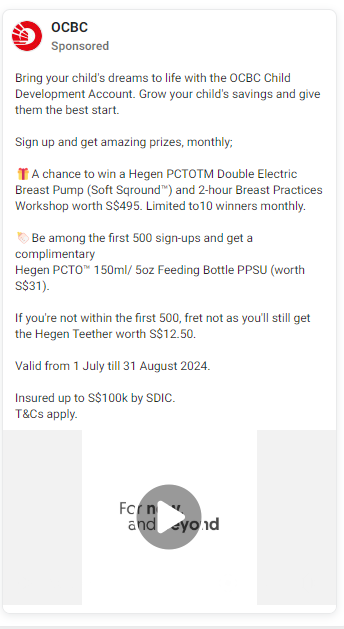 OCBC
Sponsored
Bring your child's dreams to life with the OCBC Child
Development Account. Grow your child's savings and give
them the best start.
Sign up and get amazing prizes, monthly;
🎁 A chance to win a Hegen PCTOTM Double Electric
Breast Pump (Soft Sqround™) and 2-hour Breast Practices
Workshop worth S$495. Limited to10 winners monthly.
🍼 Be among the first 500 sign-ups and get a
complimentary
Hegen PCTO™ 150ml/ 5oz Feeding Bottle PPSU (worth
S$31).
If you're not within the first 500, fret not as you'll still get
the Hegen Teether worth S$12.50.
Valid from 1 July till 31 August 2024.
Insured up to S$100k by SDIC.
T&Cs apply.
For now,
and beyond